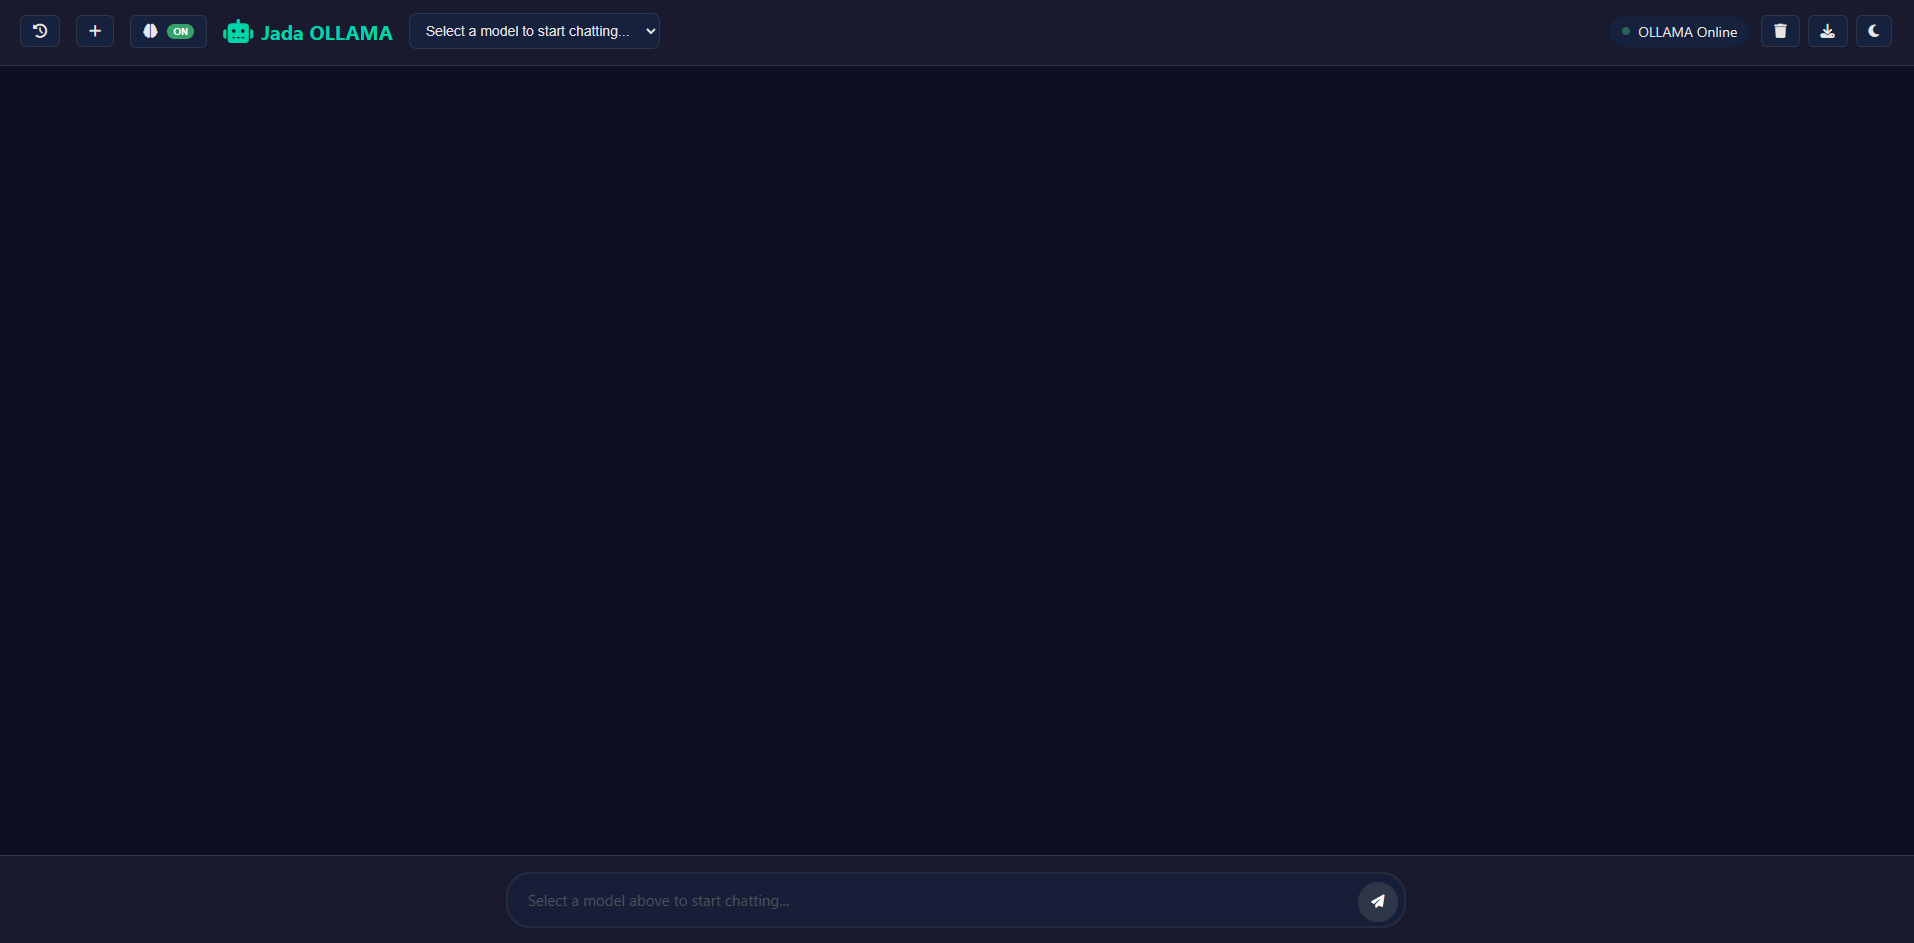 ON
Jada OLLAMA
Select a model to start chatting...
OLLAMA Online
Select a model above to start chatting...